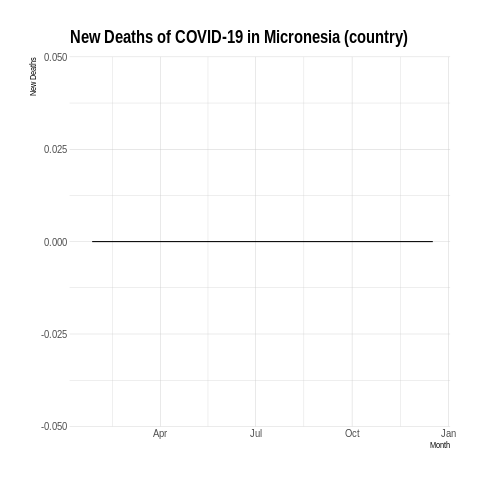 New Deaths of COVID-19 in Micronesia (country)
New Deaths
0.050
0.025
0.000
-0.025
-0.050
Apr Jul Oct Jan
Month